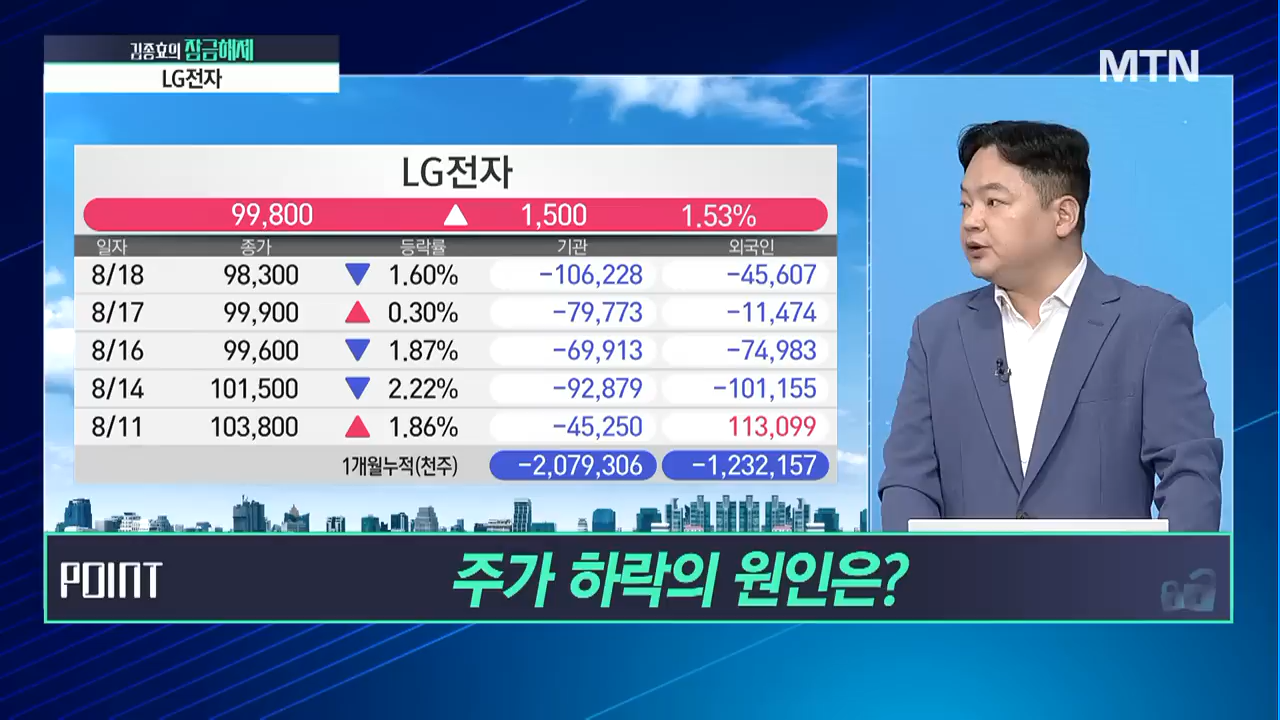 김종효의 잠금해제
LG전자
MTN
LG전자
99,800 ▲ 1,500 1.53%
일자 종가 등락률 기관 외국인
8/18 98,300 ▼ 1.60% -106,228 -45,607
8/17 99,900 ▲ 0.30% -79,773 -11,474
8/16 99,600 ▼ 1.87% -69,913 -74,983
8/14 101,500 ▼ 2.22% -92,879 -101,155
8/11 103,800 ▲ 1.86% -45,250 113,099
1개월누적(천주) -2,079,306 -1,232,157
POINT 주가 하락의 원인은?